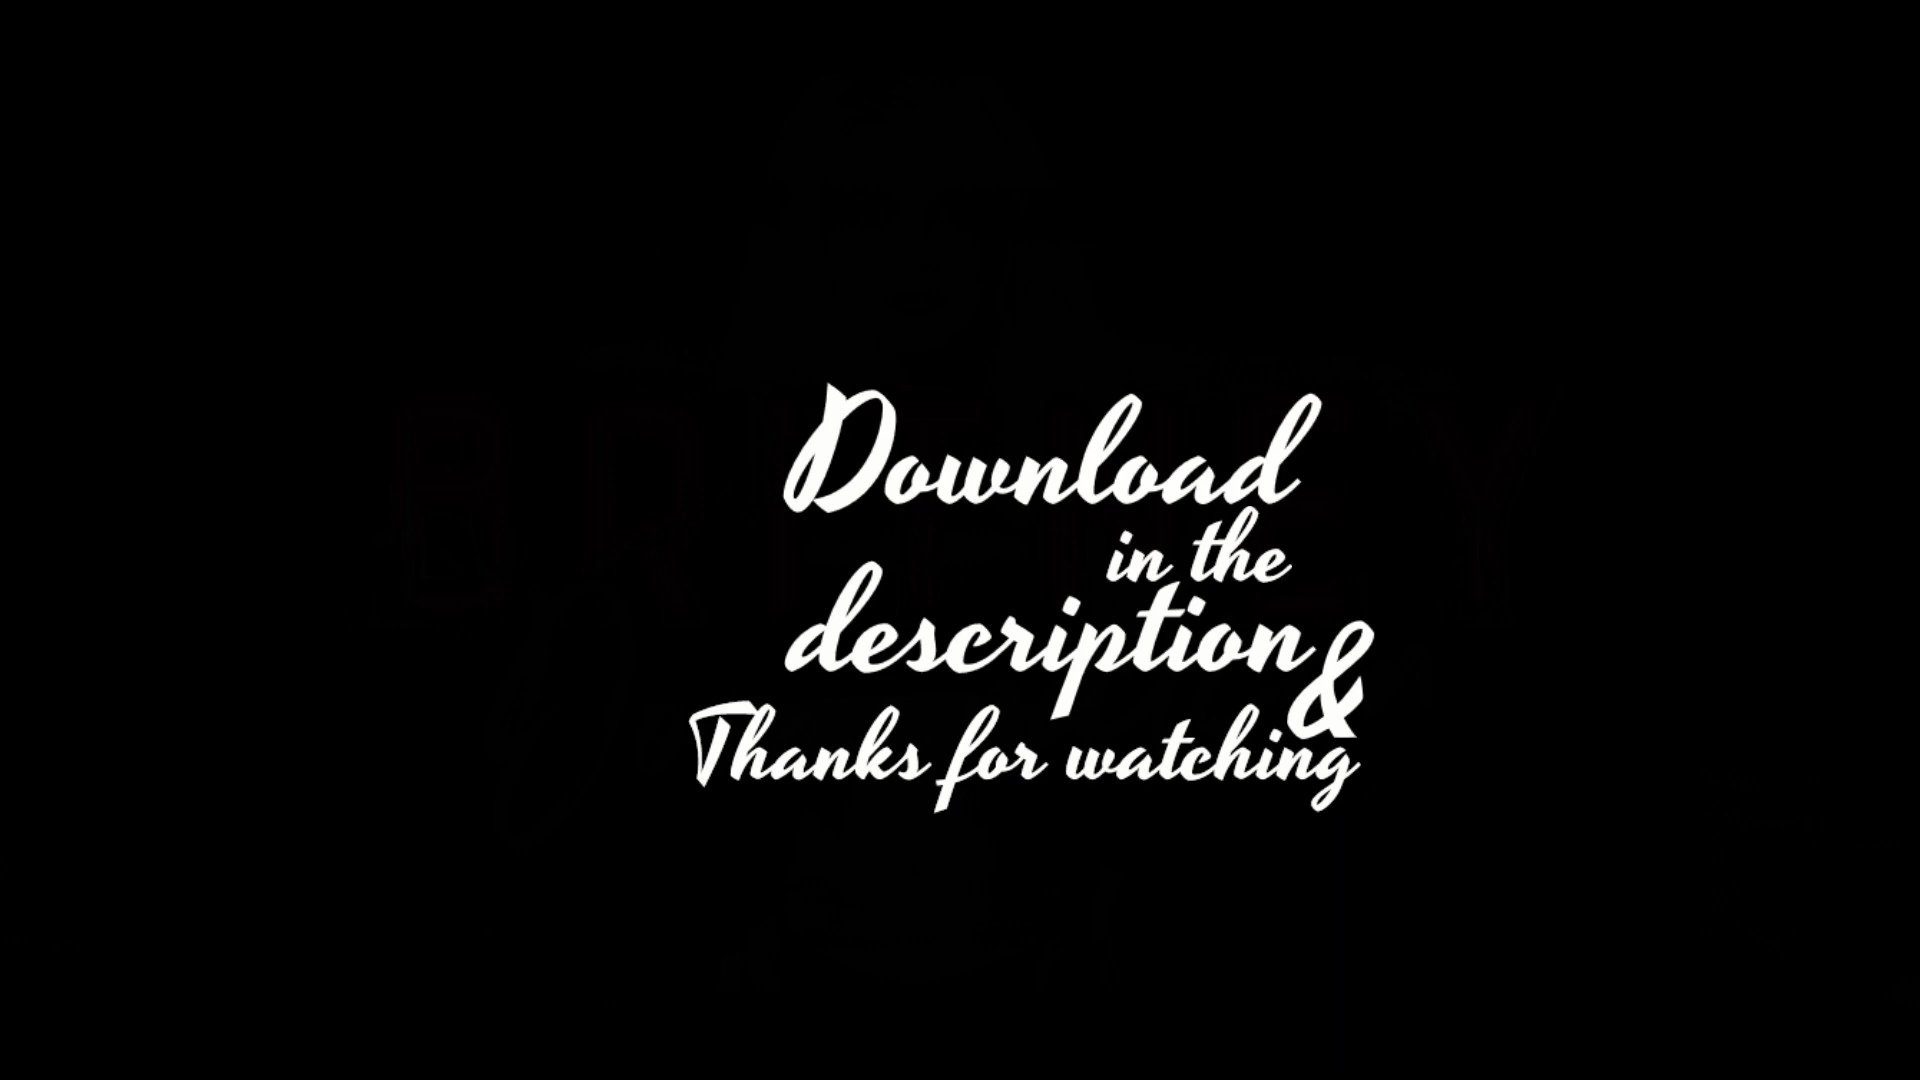 Download
in the
description &
Thanks for watching